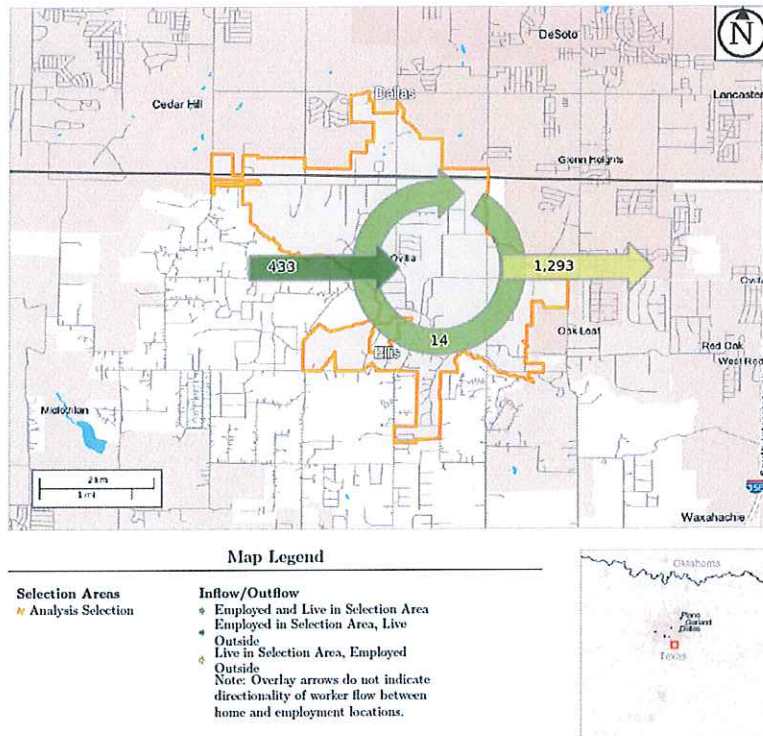 DeSoto
N
Dallas
Lancaster
Cedar Hill
Glenn Heights
433
Ovilla
1,293
14
Oak Leaf
Ellis
Red Oak
West Red
Midlothian
2 km
1 mi
Waxahachie
Map Legend
Selection Areas
Analysis Selection
Inflow/Outflow
Employed and Live in Selection Area
Employed in Selection Area, Live
Outside
Live in Selection Area, Employed
Outside
Note: Overlay arrows do not indicate
directionality of worker flow between
home and employment locations.
Oklahoma
Plano
Garland
Dallas
Texas